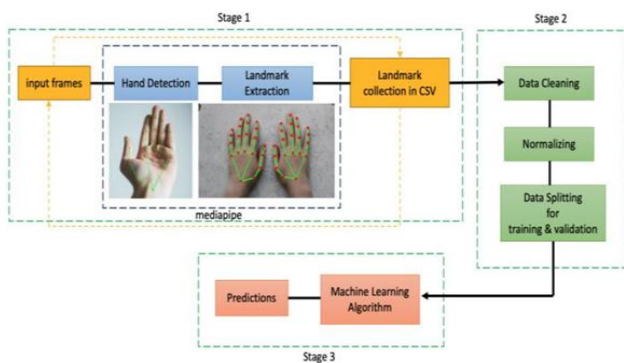 Stage 1
Stage 2
input frames
Hand Detection
Landmark
Extraction
Landmark
collection in CSV
Data Cleaning
Normalizing
mediapipe
Data Splitting
for
training & validation
Predictions
Machine Learning
Algorithm
Stage 3